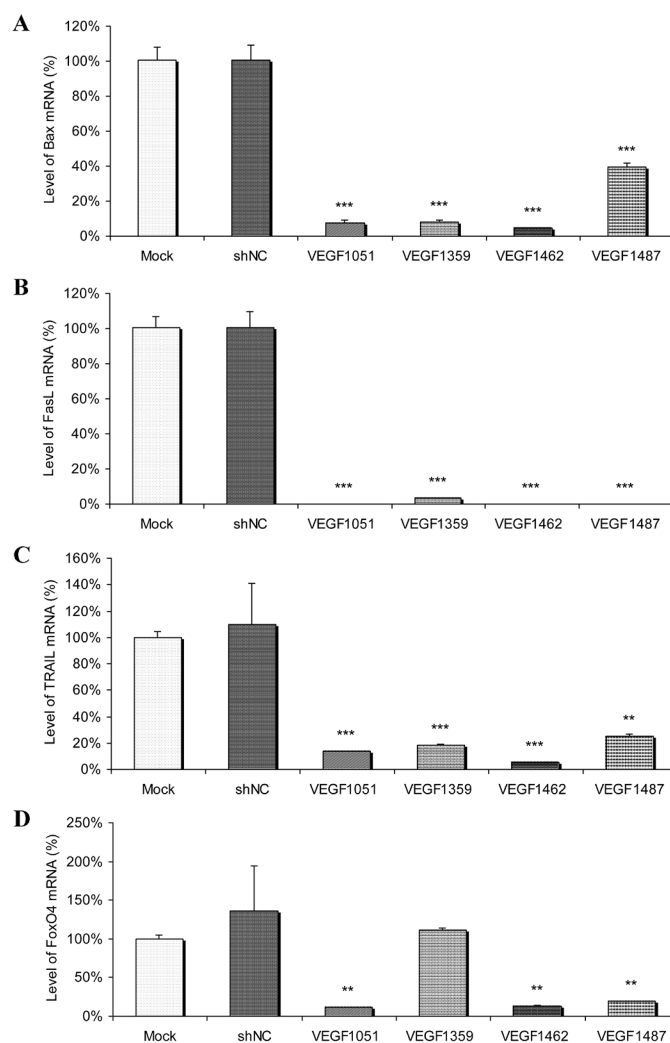 A
Level of Bax mRNA (%)
120%
100%
80%
60%
40%
20%
0%
***
***
***
***
Mock shNC VEGF1051 VEGF1359 VEGF1462 VEGF1487
B
Level of FasL mRNA (%)
120%
100%
80%
60%
40%
20%
0%
*** *** *** ***
Mock shNC VEGF1051 VEGF1359 VEGF1462 VEGF1487
C
Level of TRAIL mRNA (%)
160%
140%
120%
100%
80%
60%
40%
20%
0%
*** *** *** **
Mock shNC VEGF1051 VEGF1359 VEGF1462 VEGF1487
D
Level of FoxO4 mRNA (%)
250%
200%
150%
100%
50%
0%
** ** **
Mock shNC VEGF1051 VEGF1359 VEGF1462 VEGF1487